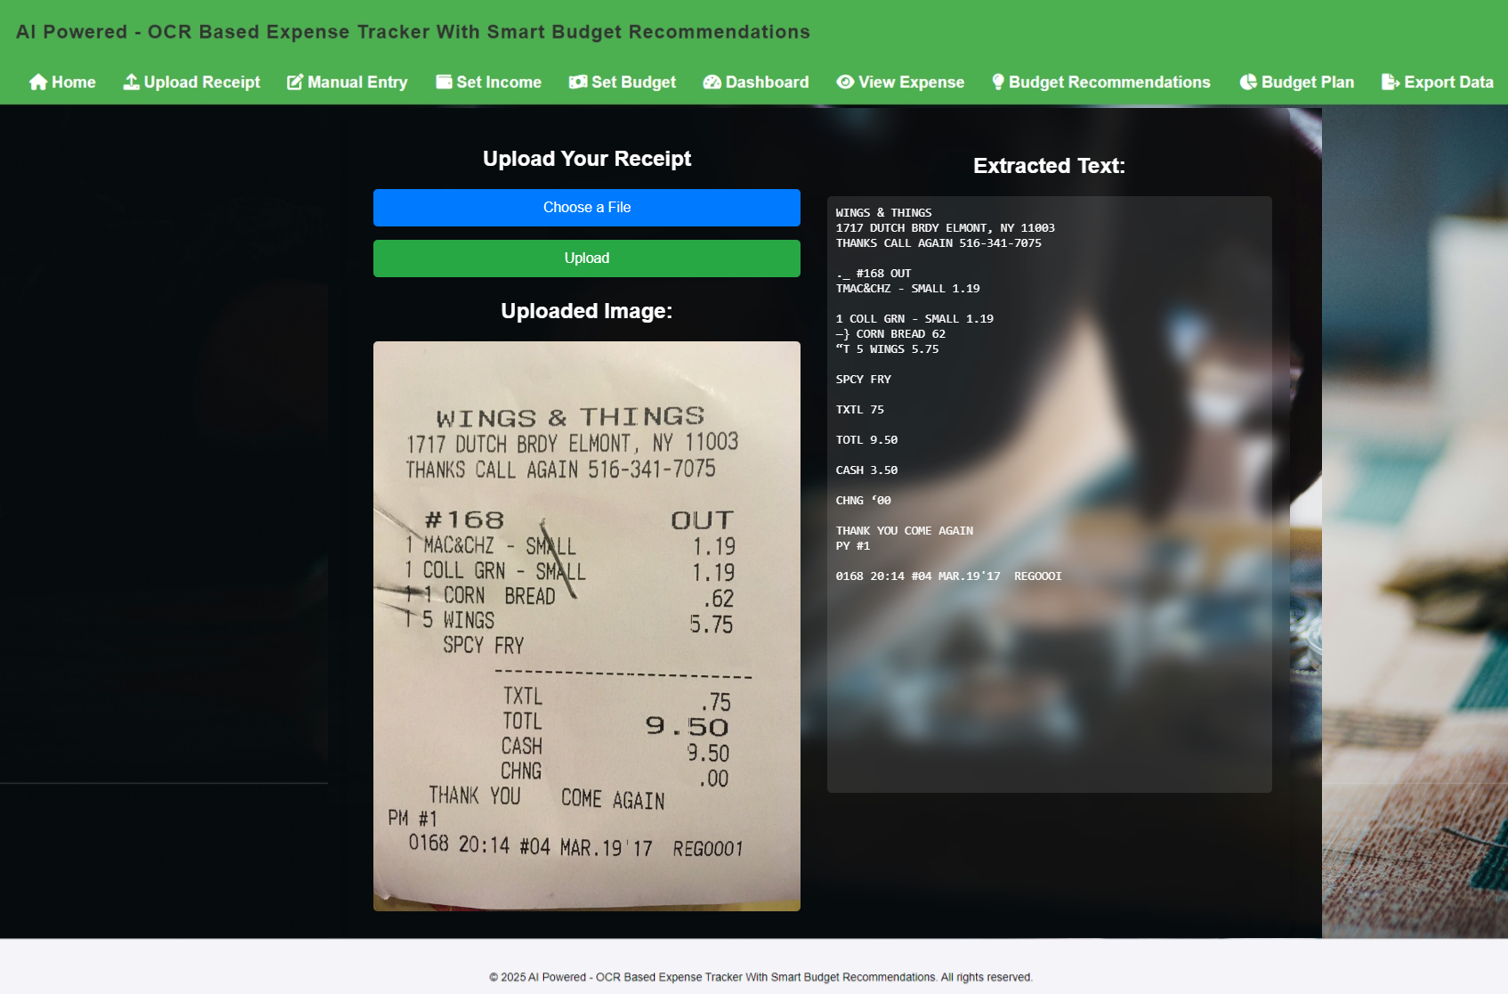 AI Powered - OCR Based Expense Tracker With Smart Budget Recommendations
Home Upload Receipt Manual Entry Set Income Set Budget Dashboard View Expense Budget Recommendations Budget Plan Export Data
Upload Your Receipt
Choose a File
Upload
Uploaded Image:
WINGS & THINGS
1717 DUTCH BRDY ELMONT, NY 11003
THANKS CALL AGAIN 516-341-7075
#168 OUT
1 MAC&CHZ - SMALL 1.19
1 COLL GRN - SMALL 1.19
1 1 CORN BREAD .62
1 5 WINGS 5.75
SPCY FRY
--------------------------
TXTL .75
TOTL 9.50
CASH 9.50
CHNG .00
THANK YOU COME AGAIN
PM #1
0168 20:14 #04 MAR.19'17 REG0001
Extracted Text:
WINGS & THINGS
1717 DUTCH BRDY ELMONT, NY 11003
THANKS CALL AGAIN 516-341-7075
._ #168 OUT
TMAC&CHZ - SMALL 1.19
1 COLL GRN - SMALL 1.19
—} CORN BREAD 62
“T 5 WINGS 5.75
SPCY FRY
TXTL 75
TOTL 9.50
CASH 3.50
CHNG ‘00
THANK YOU COME AGAIN
PY #1
0168 20:14 #04 MAR.19'17 REGOOOI
© 2025 AI Powered - OCR Based Expense Tracker With Smart Budget Recommendations. All rights reserved.